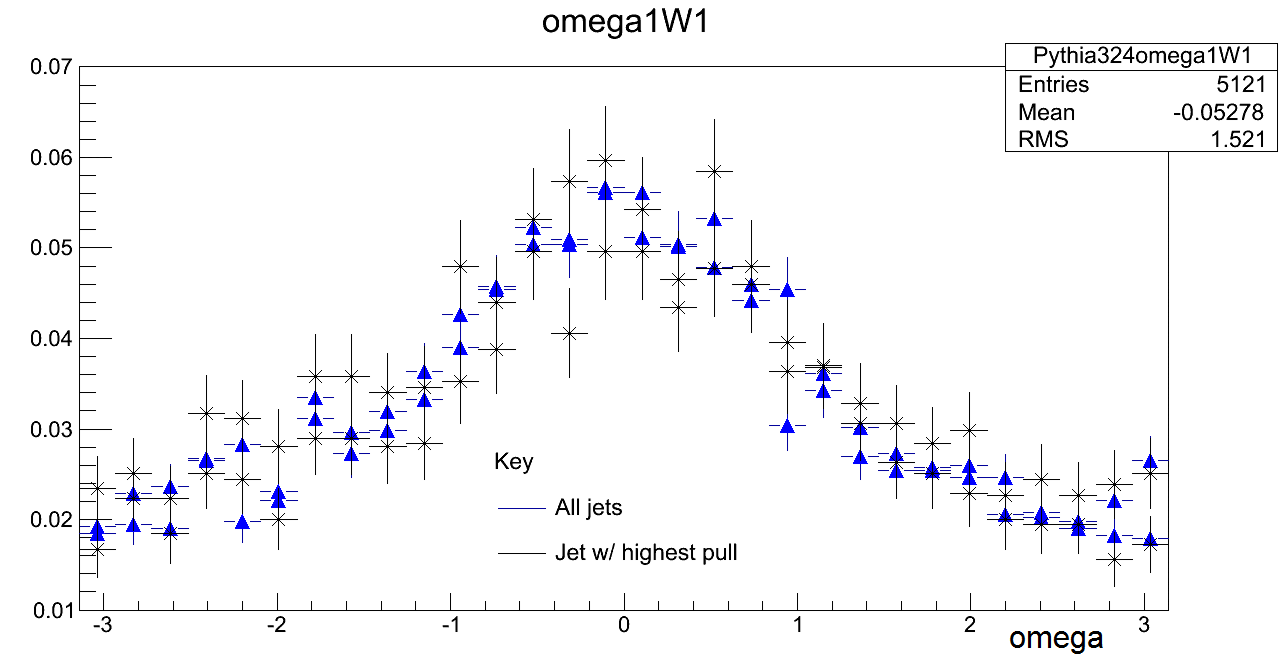 omega1W1
Pythia324omega1W1
Entries 5121
Mean -0.05278
RMS 1.521
0.07
0.06
0.05
0.04
0.03
0.02
0.01
Key
All jets
Jet w/ highest pull
-3 -2 -1 0 1 2 3
omega